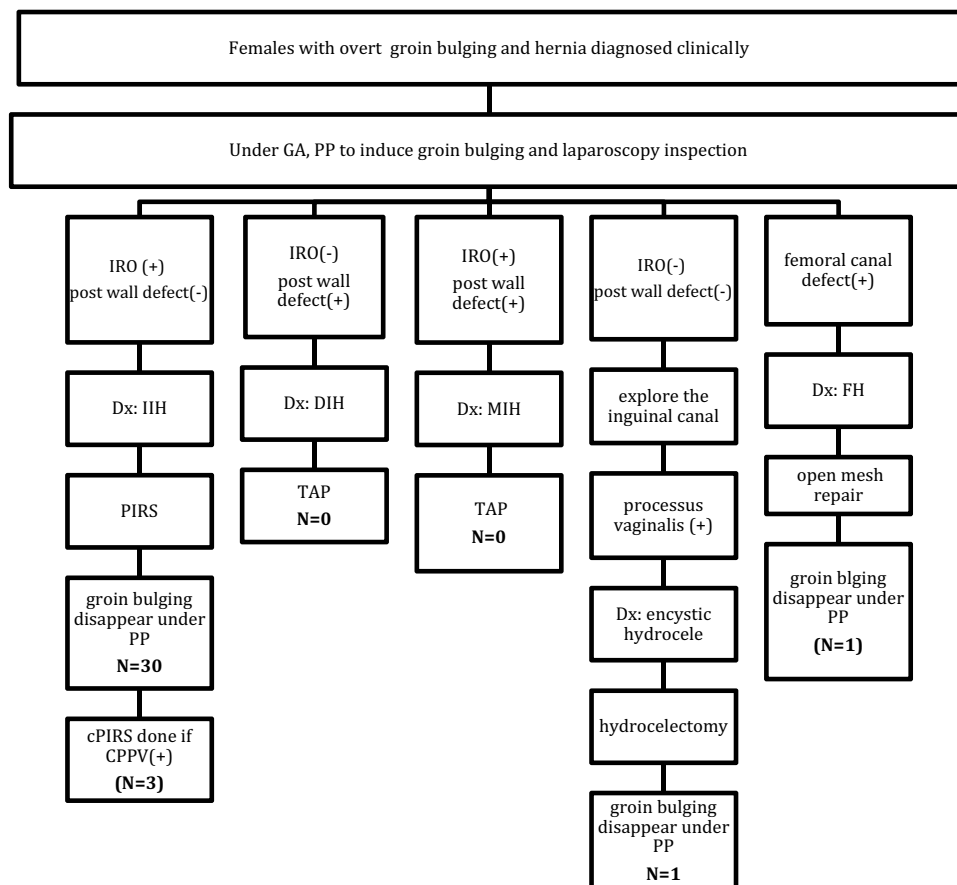 Females with overt groin bulging and hernia diagnosed clinically
Under GA, PP to induce groin bulging and laparoscopy inspection
IRO (+)
post wall defect(-)
Dx: IIH
PIRS
groin bulging
disappear under
PP
N=30
cPIRS done if
CPPV(+)
(N=3)
IRO(-)
post wall
defect(+)
Dx: DIH
TAP
N=0
IRO(+)
post wall
defect(+)
Dx: MIH
TAP
N=0
IRO(-)
post wall defect(-)
explore the
inguinal canal
processus
vaginalis (+)
Dx: encystic
hydrocele
hydrocelectomy
groin bulging
disappear under
PP
N=1
femoral canal
defect(+)
Dx: FH
open mesh
repair
groin blging
disappear under
PP
(N=1)